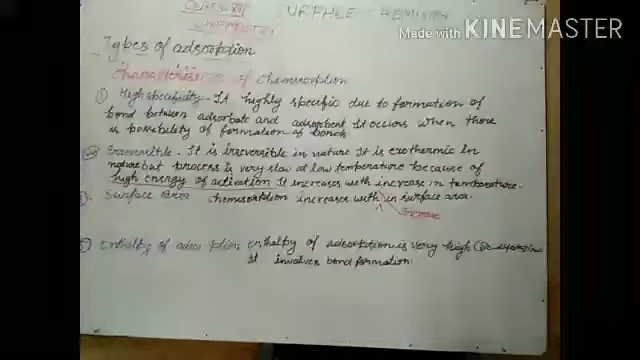 CLASS-XII SURFACE CHEMISTRY
CHEMISTRY
Made with KINEMASTER
Types of adsorption
Characteristics of chemisorption
① High specificity - It highly specific due to formation of
bond between adsorbate and adsorbent It occurs when there
is possibility of formation of bonds.
Irreversible - It is irreversible in nature It is exothermic in
nature but process is very slow at low temperature because of
high energy of activation It increases with increase in temperature.
Surface area chemisorption increases with in surface area.
increase
Enthalpy of adsorption enthalpy of adsorption is very high
It involves bond formation.